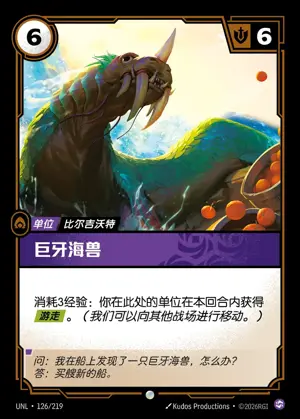 6
6
单位 比尔吉沃特
巨牙海兽
消耗3经验：你在此处的单位在本回合内获得
游走。（我们可以向其他战场进行移动。）
问：我在船上发现了一只巨牙海兽，怎么办？
答：买艘新的船。
UNL • 126/219
Kudos Productions • ©2026RGI